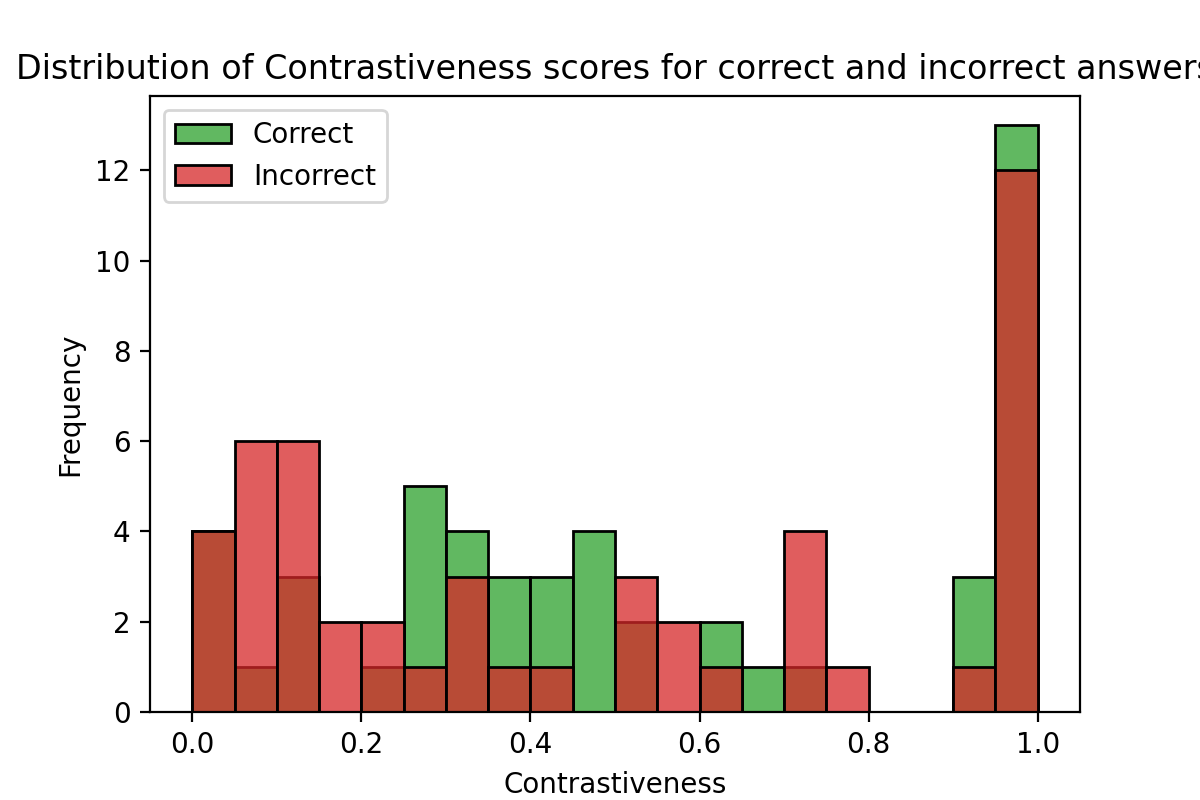 Distribution of Contrastiveness scores for correct and incorrect answers
Correct
Incorrect
12
10
8
6
4
2
0
Frequency
0.0 0.2 0.4 0.6 0.8 1.0
Contrastiveness